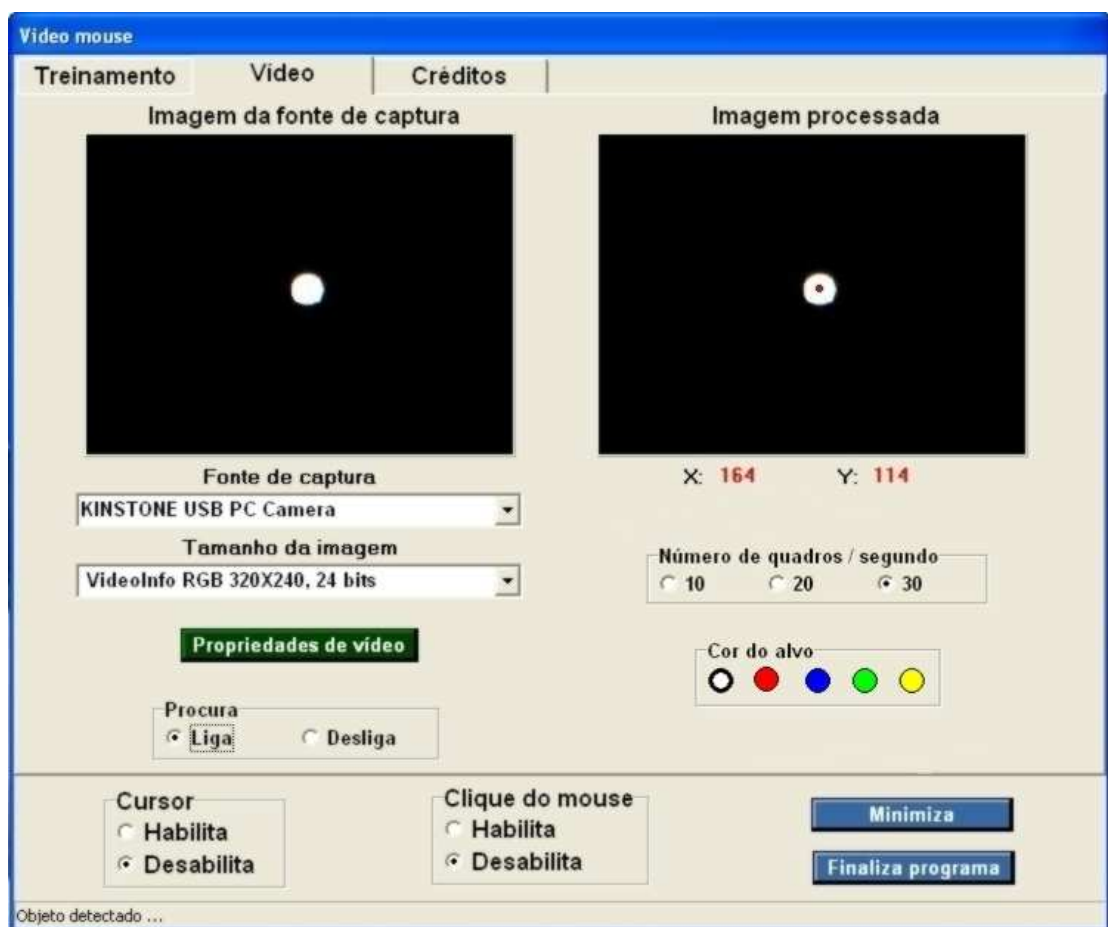 Vídeo mouse
Treinamento
Vídeo
Créditos
Imagem da fonte de captura
Imagem processada
Fonte de captura
KINSTONE USB PC Camera
Tamanho da imagem
VideoInfo RGB 320X240, 24 bits
Propriedades de vídeo
Procura
Liga
Desliga
X: 164
Y: 114
Número de quadros / segundo
10
20
30
Cor do alvo
Cursor
Habilita
Desabilita
Clique do mouse
Habilita
Desabilita
Minimiza
Finaliza programa
Objeto detectado ...